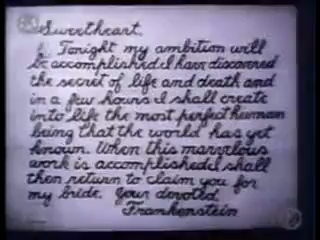 Sweetheart.
Tonight my ambition will
be accomplished. I have discovered
the secret of life and death and
in a few hours I shall create
into life the most perfect human
being that the world has yet
known. When this marvelous
work is accomplished. I shall
then return to claim you for
my bride. Your devoted
Frankenstein